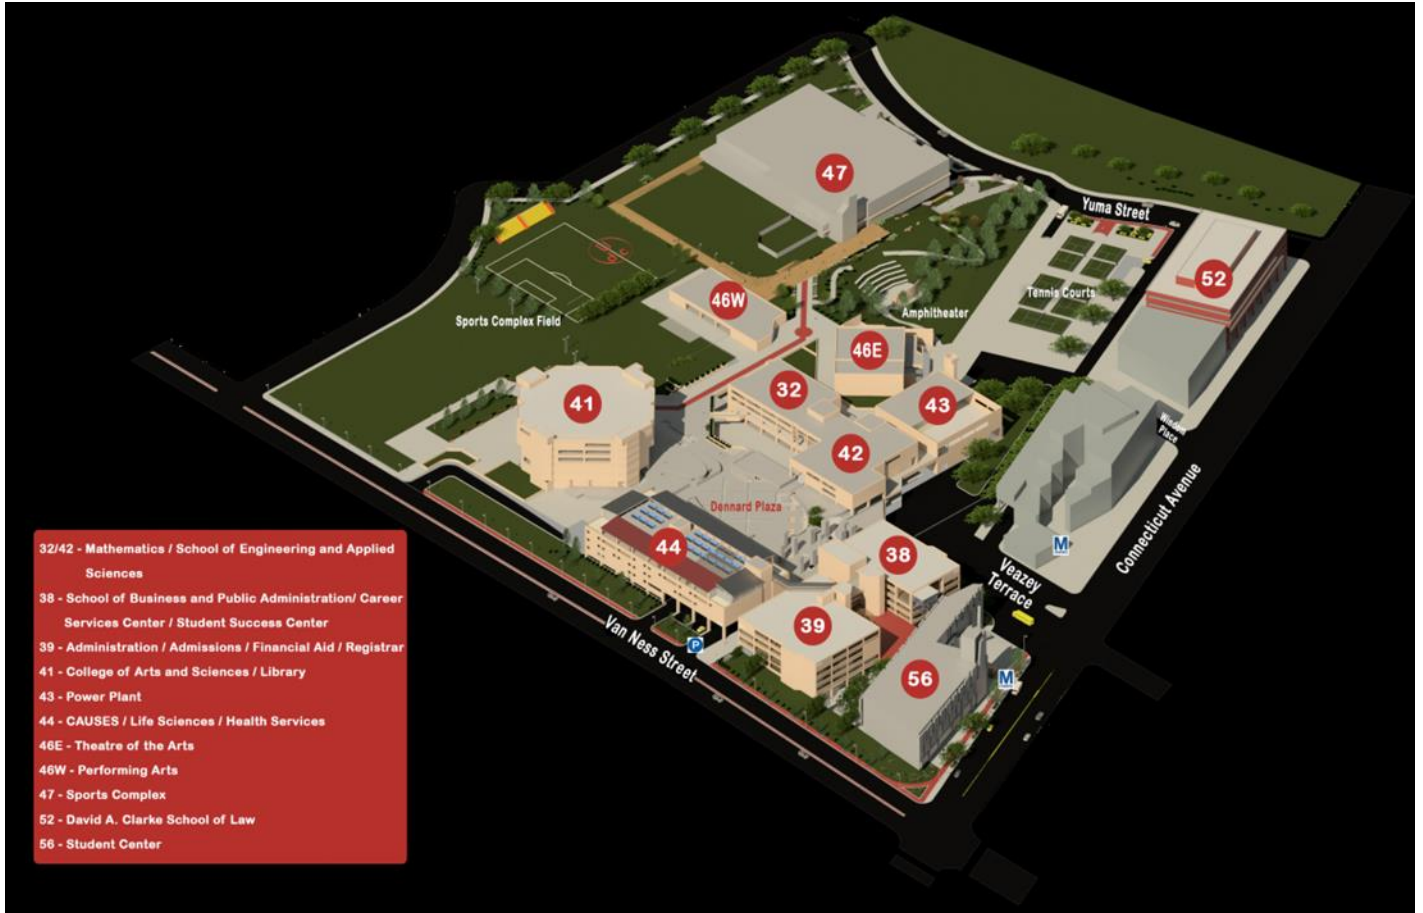 47
Yuma Street
52
46W
Tennis Courts
Amphitheater
Sports Complex Field
46E
32
41
43
Windom
Place
42
Connecticut Avenue
Dennard Plaza
M
44
38
Veazey
Terrace
39
Van Ness Street
P
56
M
32/42 - Mathematics / School of Engineering and Applied
Sciences
38 - School of Business and Public Administration/ Career
Services Center / Student Success Center
39 - Administration / Admissions / Financial Aid / Registrar
41 - College of Arts and Sciences / Library
43 - Power Plant
44 - CAUSES / Life Sciences / Health Services
46E - Theatre of the Arts
46W - Performing Arts
47 - Sports Complex
52 - David A. Clarke School of Law
56 - Student Center